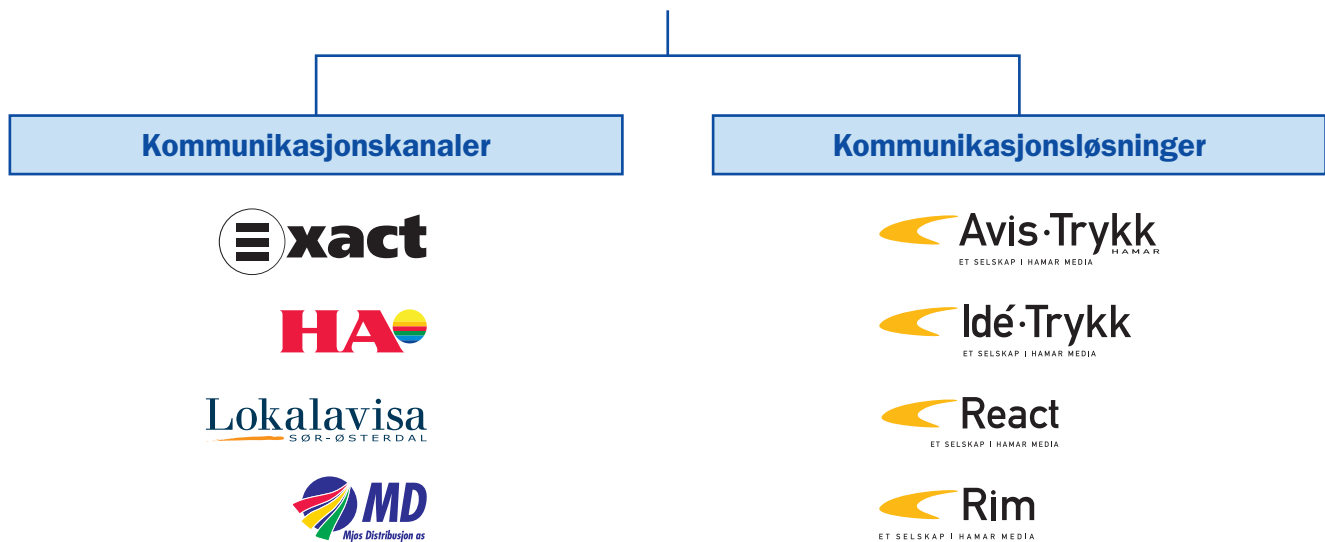 Kommunikasjonskanaler
Exact
HA
Lokalavisa
SØR-ØSTERDAL
MD
Mjøs Distribusjon as
Kommunikasjonsløsninger
Avis·Trykk
HAMAR
ET SELSKAP I HAMAR MEDIA
Idé·Trykk
ET SELSKAP I HAMAR MEDIA
React
ET SELSKAP I HAMAR MEDIA
Rim
ET SELSKAP I HAMAR MEDIA